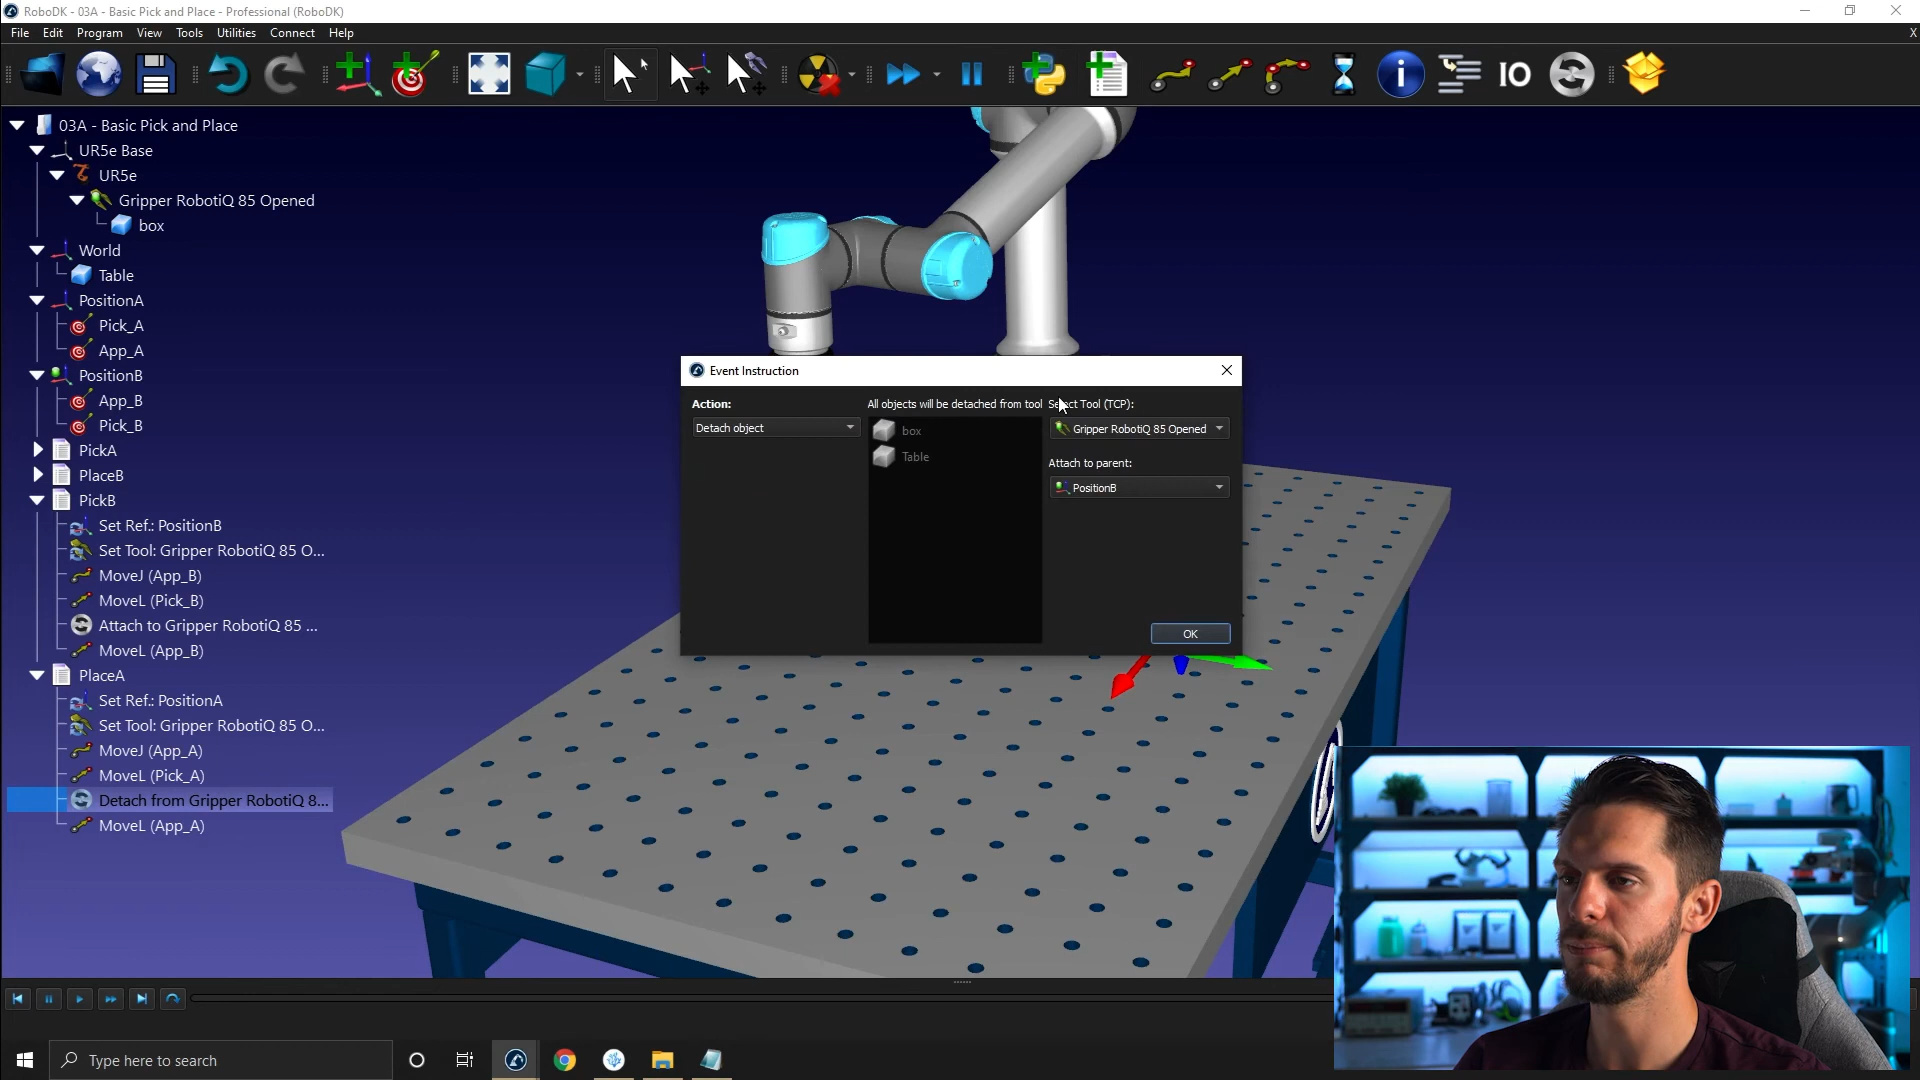 RoboDK - 03A - Basic Pick and Place - Professional (RoboDK)
File Edit Program View Tools Utilities Connect Help
X
IO
03A - Basic Pick and Place
UR5e Base
UR5e
Gripper RobotiQ 85 Opened
box
World
Table
PositionA
Pick_A
App_A
PositionB
App_B
Pick_B
PickA
PlaceB
PickB
Set Ref.: PositionB
Set Tool: Gripper RobotiQ 85 O...
MoveJ (App_B)
MoveL (Pick_B)
Attach to Gripper RobotiQ 85 ...
MoveL (App_B)
PlaceA
Set Ref.: PositionA
Set Tool: Gripper RobotiQ 85 O...
MoveJ (App_A)
MoveL (Pick_A)
Detach from Gripper RobotiQ 8...
MoveL (App_A)
Event Instruction
Action:
Detach object
All objects will be detached from tool
box
Table
Select Tool (TCP):
Gripper RobotiQ 85 Opened
Attach to parent:
PositionB
OK
Type here to search